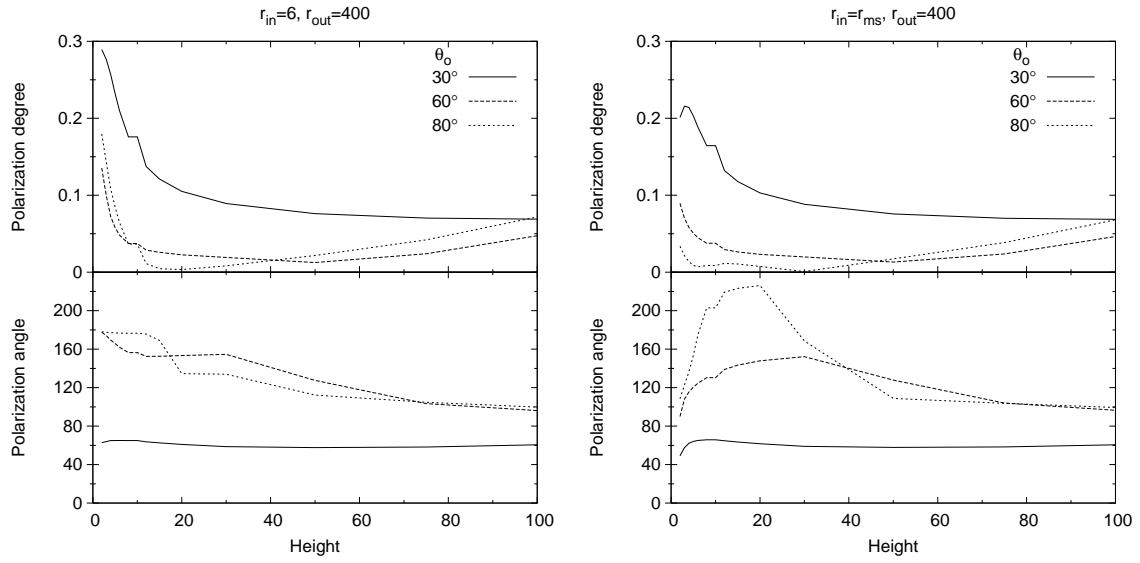 r_in=6, r_out=400
0.3
0.2
0.1
0
Polarization degree
θ_o
30°
60°
80°
200
160
120
80
40
0
Polarization angle
0 20 40 60 80 100
Height
r_in=r_ms, r_out=400
0.3
0.2
0.1
0
Polarization degree
θ_o
30°
60°
80°
200
160
120
80
40
0
Polarization angle
0 20 40 60 80 100
Height